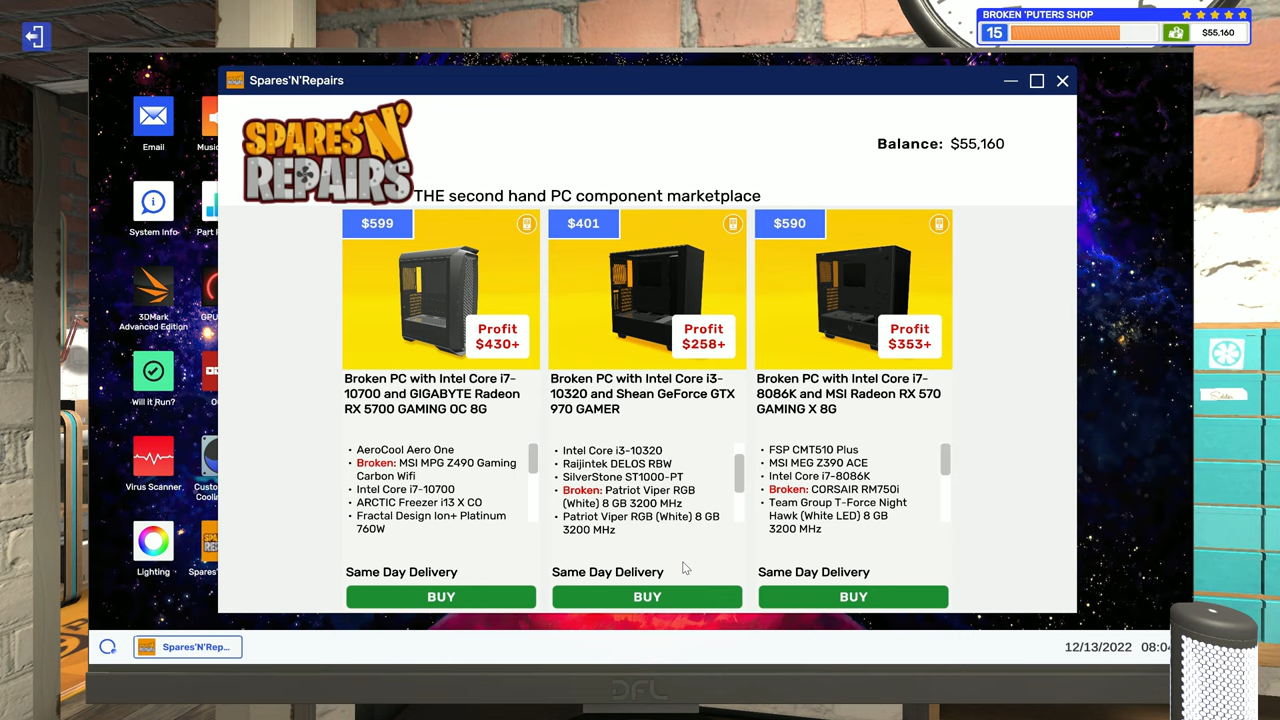 BROKEN 'PUTERS SHOP
15
$55,160
Spares'N'Repairs
SPARES N'
REPAIRS
THE second hand PC component marketplace
Balance: $55,160
Email
Music
System Info
Part
3DMark
Advanced Edition
GPU
Will it Run?
Virus Scanner
Custo
Coolin
Lighting
Spares'
$599
Profit
$430+
Broken PC with Intel Core i7-
10700 and GIGABYTE Radeon
RX 5700 GAMING OC 8G
• AeroCool Aero One
• Broken: MSI MPG Z490 Gaming
Carbon Wifi
• Intel Core i7-10700
• ARCTIC Freezer i13 X CO
• Fractal Design Ion+ Platinum
760W
Same Day Delivery
BUY
$401
Profit
$258+
Broken PC with Intel Core i3-
10320 and Shean GeForce GTX
970 GAMER
• Intel Core i3-10320
• Raijintek DELOS RBW
• SilverStone ST1000-PT
• Broken: Patriot Viper RGB
(White) 8 GB 3200 MHz
• Patriot Viper RGB (White) 8 GB
3200 MHz
Same Day Delivery
BUY
$590
Profit
$353+
Broken PC with Intel Core i7-
8086K and MSI Radeon RX 570
GAMING X 8G
• FSP CMT510 Plus
• MSI MEG Z390 ACE
• Intel Core i7-8086K
• Broken: CORSAIR RM750i
• Team Group T-Force Night
Hawk (White LED) 8 GB
3200 MHz
Same Day Delivery
BUY
Spares'N'Rep...
12/13/2022 08:04
DFL